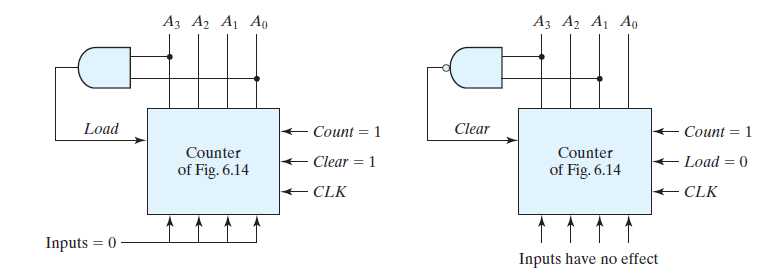 A3 A2 A1 A0
Load
Counter
of Fig. 6.14
Count = 1
Clear = 1
CLK
Inputs = 0
A3 A2 A1 A0
Clear
Counter
of Fig. 6.14
Count = 1
Load = 0
CLK
Inputs have no effect